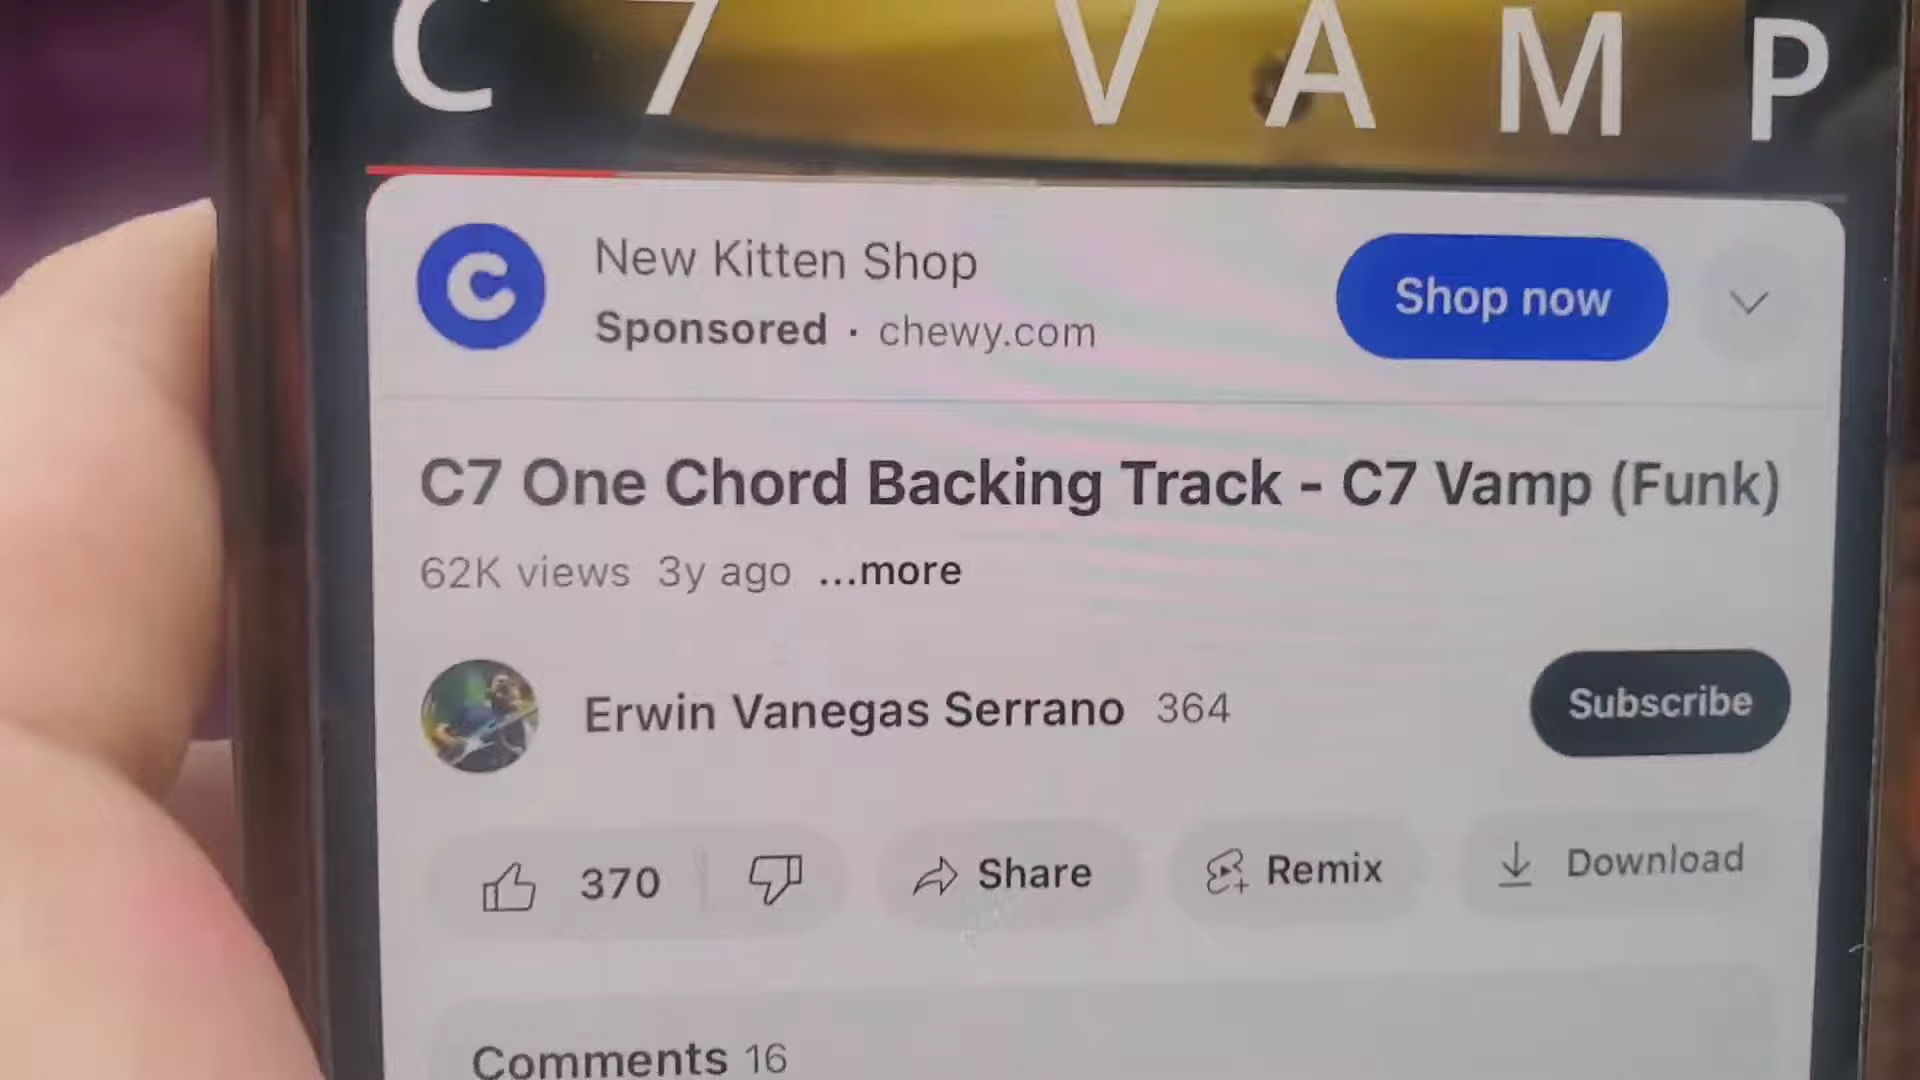 C7 VAMP
New Kitten Shop
Sponsored · chewy.com
Shop now
C7 One Chord Backing Track - C7 Vamp (Funk)
62K views 3y ago ...more
Erwin Vanegas Serrano 364
Subscribe
370
Share
Remix
Download
Comments 16